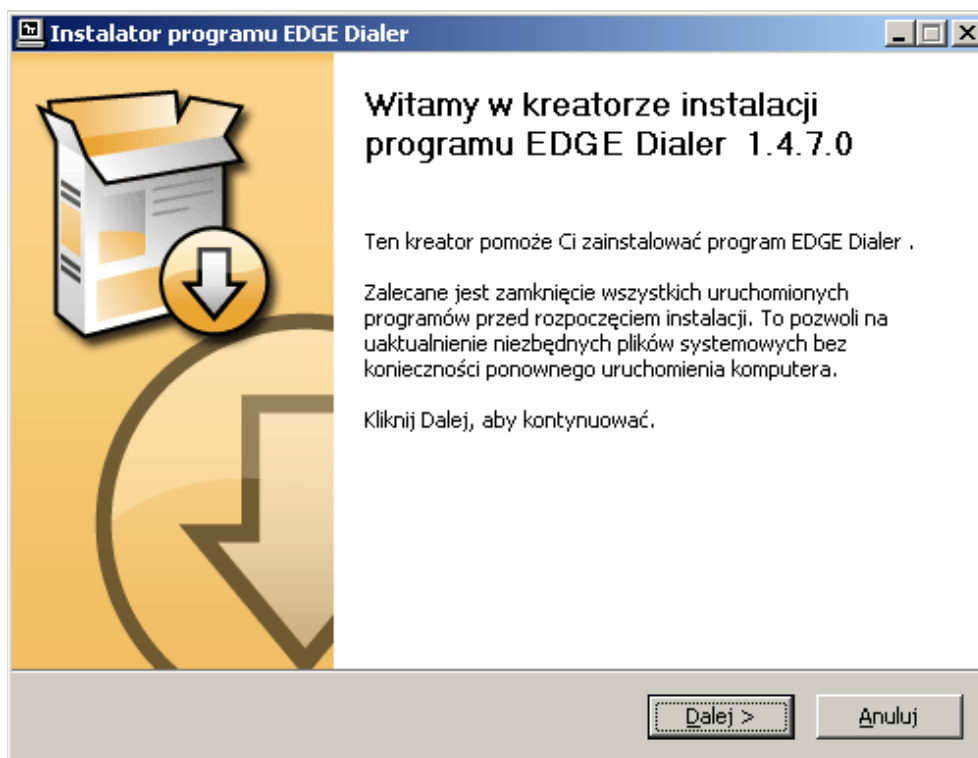 Instalator programu EDGE Dialer
Witamy w kreatorze instalacji
programu EDGE Dialer 1.4.7.0
Ten kreator pomoże Ci zainstalować program EDGE Dialer .
Zalecane jest zamknięcie wszystkich uruchomionych
programów przed rozpoczęciem instalacji. To pozwoli na
uaktualnienie niezbędnych plików systemowych bez
konieczności ponownego uruchomienia komputera.
Kliknij Dalej, aby kontynuować.
Dalej >
Anuluj